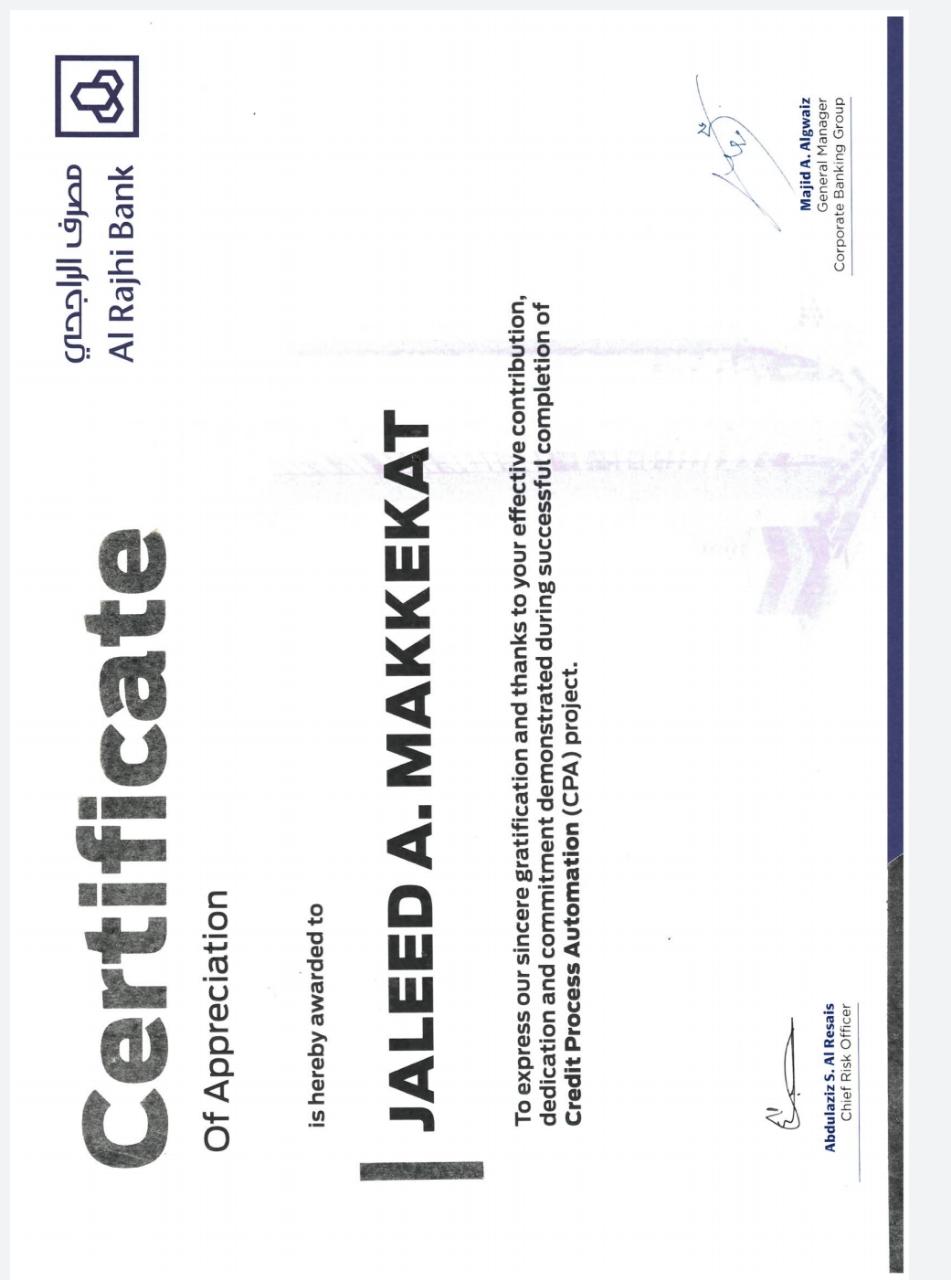 Certificate
مصرف الراجحي
Al Rajhi Bank
Of Appreciation
is hereby awarded to
JALEED A. MAKKEKAT
To express our sincere gratification and thanks to your effective contribution,
dedication and commitment demonstrated during successful completion of
Credit Process Automation (CPA) project.
Abdulaziz S. Al Resais
Chief Risk Officer
Majid A. Algwaiz
General Manager
Corporate Banking Group